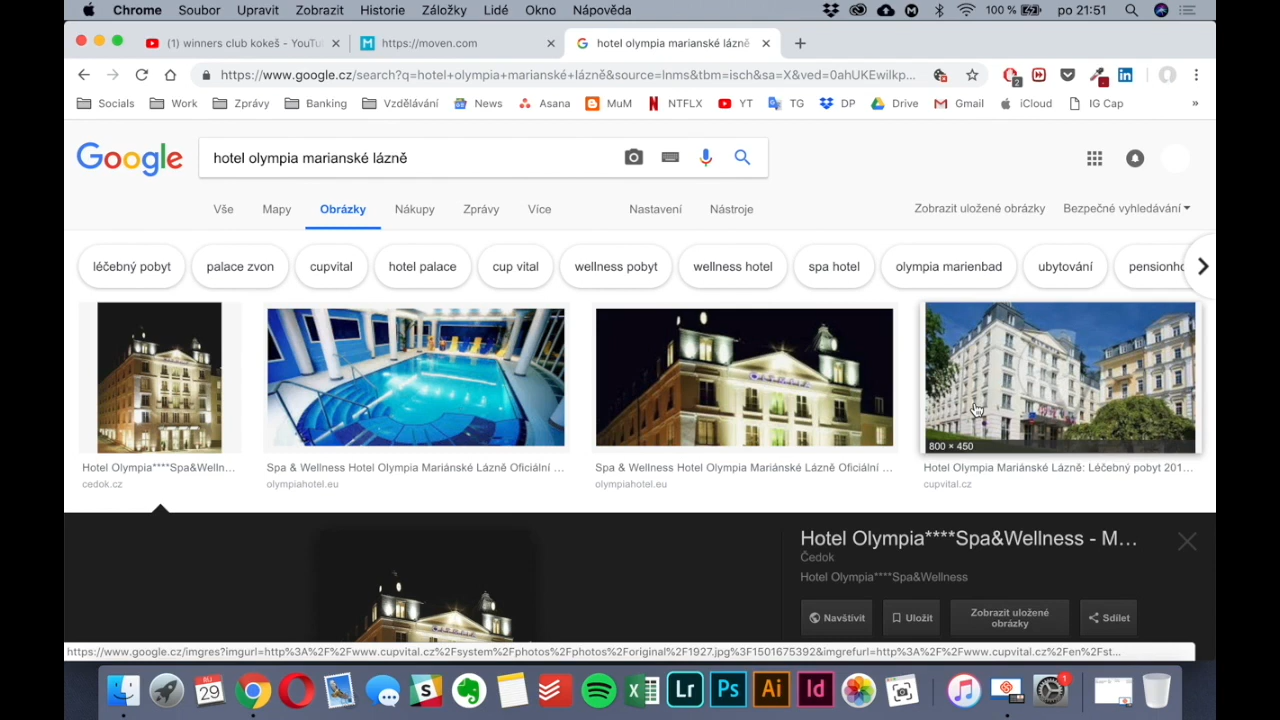 Chrome Soubor Upravit Zobrazit Historie Záložky Lidé Okno Nápověda 100 % po 21:51
(1) winners club kokeš - YouTu
https://moven.com
hotel olympia marianské lázně
https://www.google.cz/search?q=hotel+olympia+marianské+lázně&source=lnms&tbm=isch&sa=X&ved=0ahUKEwilkp...
2
Socials Work Zprávy Banking Vzdělávání News Asana MuM NTFLX YT TG DP Drive Gmail iCloud IG Cap »
Google
hotel olympia marianské lázně
Vše Mapy Obrázky Nákupy Zprávy Více Nastavení Nástroje Zobrazit uložené obrázky Bezpečné vyhledávání
léčebný pobyt palace zvon cupvital hotel palace cup vital wellness pobyt wellness hotel spa hotel olympia marienbad ubytování pensionho
OLYMPIA
800 × 450
Hotel Olympia****Spa&Welln...
cedok.cz
Spa & Wellness Hotel Olympia Mariánské Lázně Oficiální ...
olympiahotel.eu
Spa & Wellness Hotel Olympia Mariánské Lázně Oficiální ...
olympiahotel.eu
Hotel Olympia Mariánské Lázně: Léčebný pobyt 201...
cupvital.cz
Hotel Olympia****Spa&Wellness - M...
Čedok
Hotel Olympia****Spa&Wellness
Navštívit Uložit Zobrazit uložené obrázky Sdílet
https://www.google.cz/imgres?imgurl=http%3A%2F%2Fwww.cupvital.cz%2Fsystem%2Fphotos%2Fphotos%2Foriginal%2F1927.jpg%3F1501675392&imgrefurl=http%3A%2F%2Fwww.cupvital.cz%2Fen%2Fst...
29 Lr Ps Ai Id 1